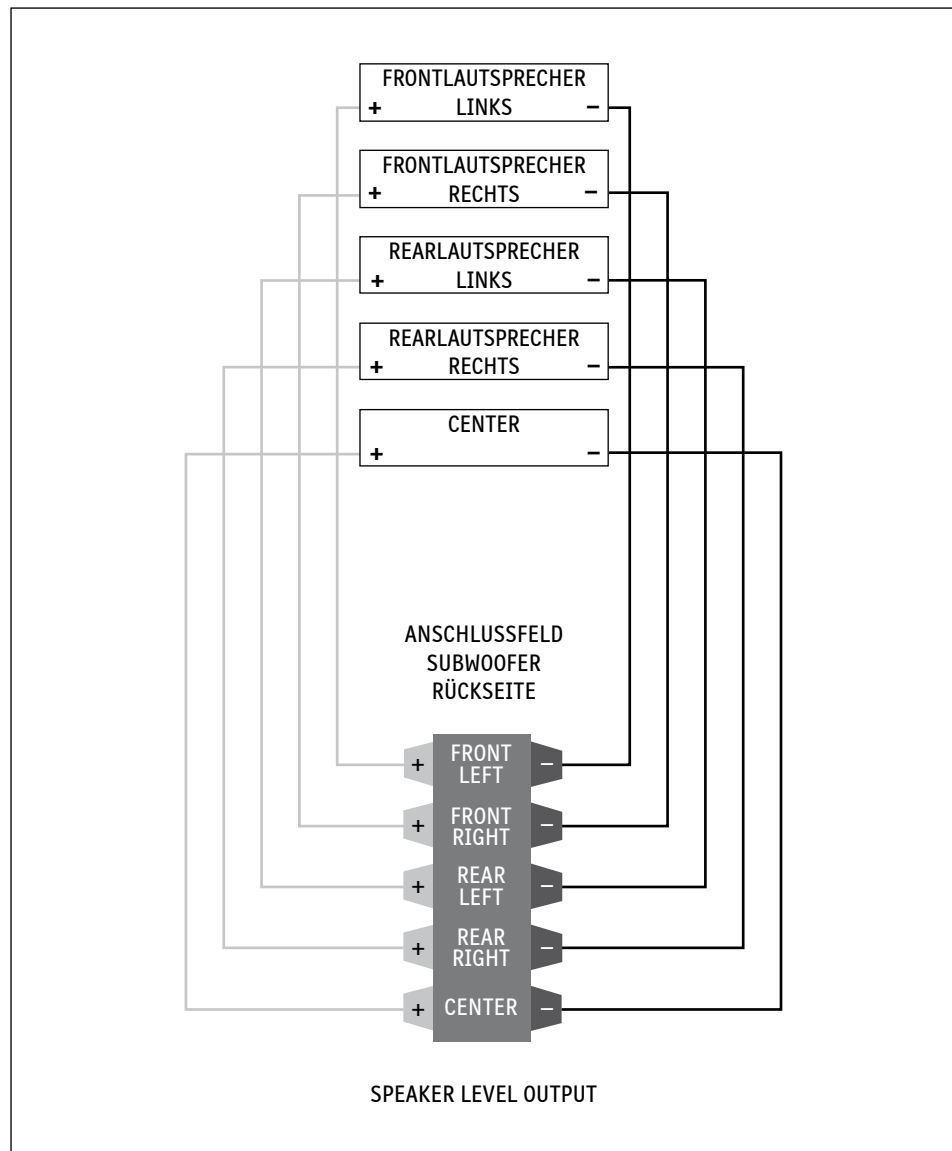 FRONTLAUTSPRECHER
+ LINKS −
FRONTLAUTSPRECHER
+ RECHTS −
REARLAUTSPRECHER
+ LINKS −
REARLAUTSPRECHER
+ RECHTS −
CENTER
+ −
ANSCHLUSSFELD
SUBWOOFER
RÜCKSEITE
FRONT
+ LEFT −
FRONT
+ RIGHT −
REAR
+ LEFT −
REAR
+ RIGHT −
+ CENTER −
SPEAKER LEVEL OUTPUT